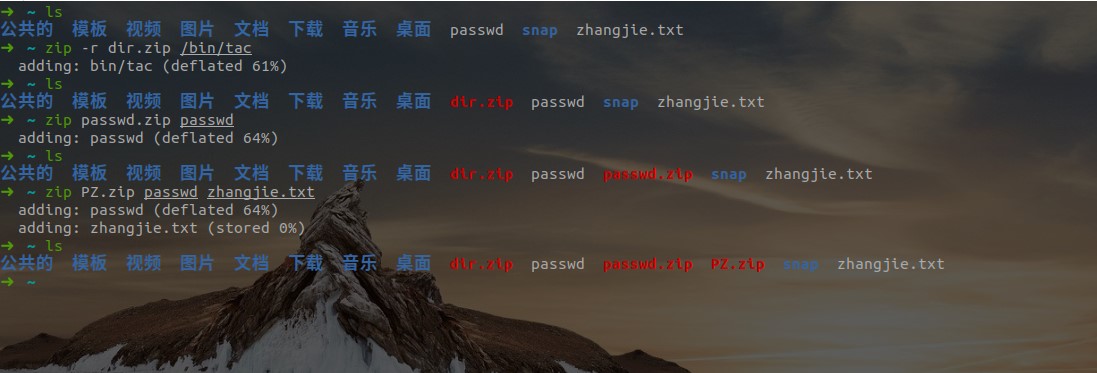 ➜ ~ ls
公共的 模板 视频 图片 文档 下载 音乐 桌面 passwd snap zhangjie.txt
➜ ~ zip -r dir.zip /bin/tac
adding: bin/tac (deflated 61%)
➜ ~ ls
公共的 模板 视频 图片 文档 下载 音乐 桌面 dir.zip passwd snap zhangjie.txt
➜ ~ zip passwd.zip passwd
adding: passwd (deflated 64%)
➜ ~ ls
公共的 模板 视频 图片 文档 下载 音乐 桌面 dir.zip passwd passwd.zip snap zhangjie.txt
➜ ~ zip PZ.zip passwd zhangjie.txt
adding: passwd (deflated 64%)
adding: zhangjie.txt (stored 0%)
➜ ~ ls
公共的 模板 视频 图片 文档 下载 音乐 桌面 dir.zip passwd passwd.zip PZ.zip snap zhangjie.txt
➜ ~